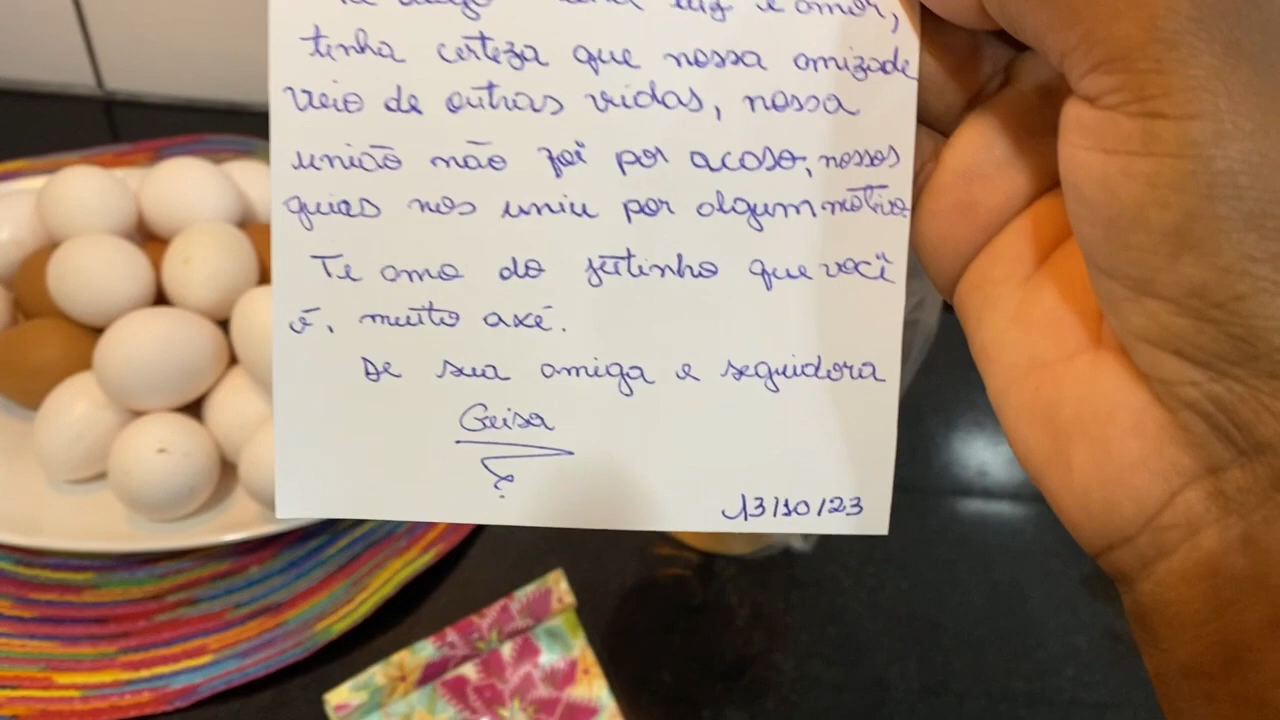 luz e amor,
tenha certeza que nossa amizade
veio de outras vidas, nossa
união não foi por acaso, nossos
guias nos uniu por algum motivo.
Te amo do jeitinho que você
é, muito axé.
De sua amiga e seguidora
Geisa
13/10/23